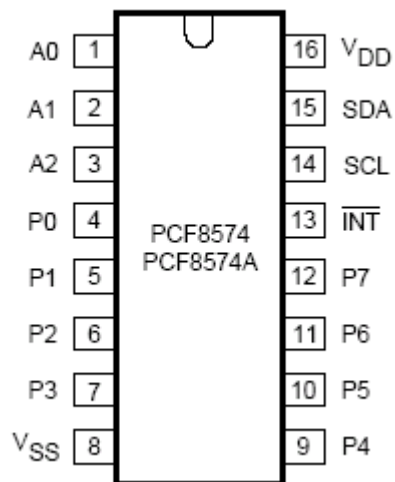 A0 1 16 VDD
A1 2 15 SDA
A2 3 14 SCL
P0 4 13 INT
PCF8574
PCF8574A
P1 5 12 P7
P2 6 11 P6
P3 7 10 P5
VSS 8 9 P4